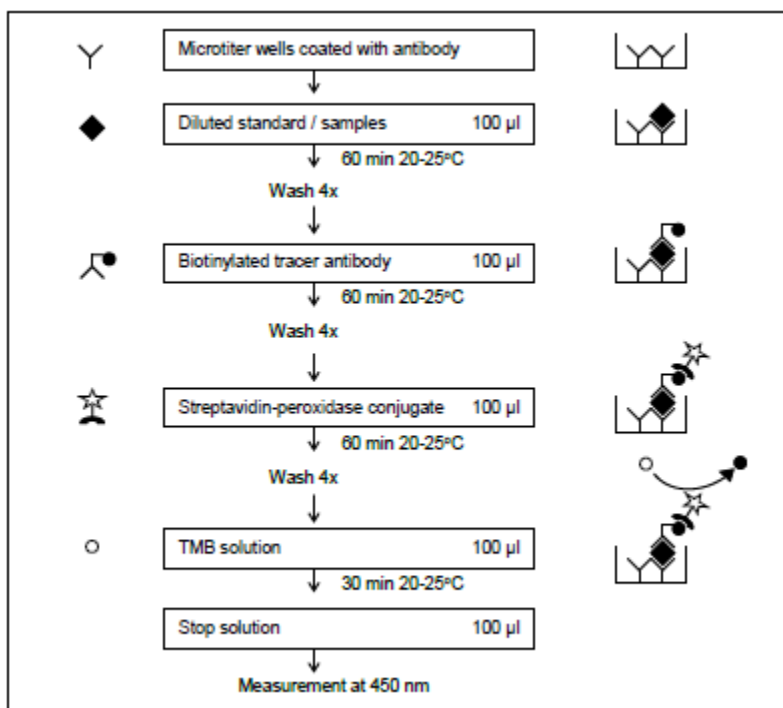 Microtiter wells coated with antibody
Diluted standard / samples 100 µl
60 min 20-25°C
Wash 4x
Biotinylated tracer antibody 100 µl
60 min 20-25°C
Wash 4x
Streptavidin-peroxidase conjugate 100 µl
60 min 20-25°C
Wash 4x
TMB solution 100 µl
30 min 20-25°C
Stop solution 100 µl
Measurement at 450 nm